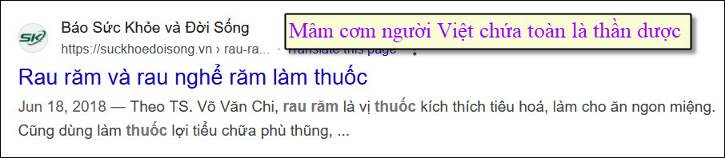 Báo Sức Khỏe và Đời Sống
Mâm cơm người Việt chứa toàn là thần dược
https://suckhoedoisong.vn › rau-ra... Translate this page
Rau răm và rau nghể răm làm thuốc
Jun 18, 2018 — Theo TS. Võ Văn Chi, rau răm là vị thuốc kích thích tiêu hoá, làm cho ăn ngon miệng.
Cũng dùng làm thuốc lợi tiểu chữa phù thũng, ...